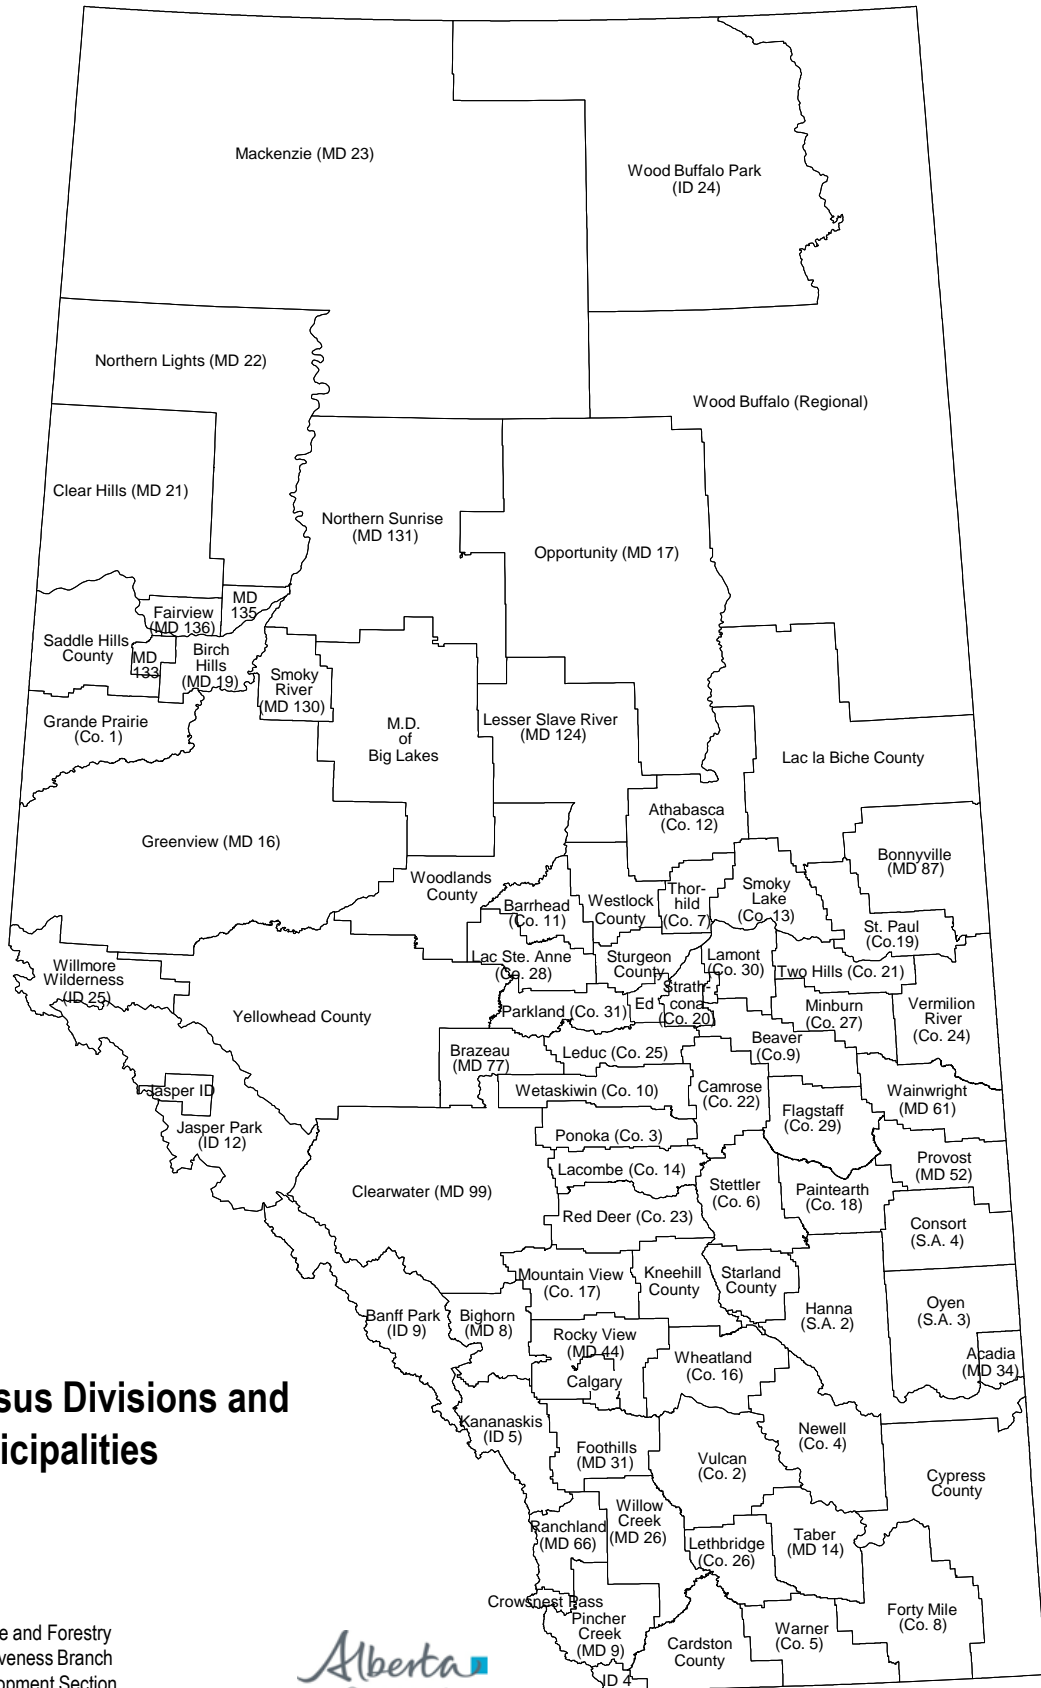 Mackenzie (MD 23)
Wood Buffalo Park
(ID 24)
Northern Lights (MD 22)
Wood Buffalo (Regional)
Clear Hills (MD 21)
Northern Sunrise
(MD 131)
Opportunity (MD 17)
MD
135
Fairview
(MD 136)
Saddle Hills
County
MD
133
Birch
Hills
(MD 19)
Smoky
River
(MD 130)
Grande Prairie
(Co. 1)
M.D.
of
Big Lakes
Lesser Slave River
(MD 124)
Lac la Biche County
Athabasca
(Co. 12)
Greenview (MD 16)
Bonnyville
(MD 87)
Woodlands
County
Barrhead
(Co. 11)
Westlock
County
Thor-
hild
(Co. 7)
Smoky
Lake
(Co. 13)
St. Paul
(Co.19)
Lac Ste. Anne
(Co. 28)
Sturgeon
County
Lamont
(Co. 30)
Two Hills (Co. 21)
Willmore
Wilderness
(ID 25)
Yellowhead County
Parkland (Co. 31)
Ed
Strath-
cona
(Co. 20)
Minburn
(Co. 27)
Vermilion
River
(Co. 24)
Brazeau
(MD 77)
Leduc (Co. 25)
Beaver
(Co.9)
Jasper ID
Wetaskiwin (Co. 10)
Camrose
(Co. 22)
Flagstaff
(Co. 29)
Wainwright
(MD 61)
Jasper Park
(ID 12)
Ponoka (Co. 3)
Provost
(MD 52)
Clearwater (MD 99)
Lacombe (Co. 14)
Stettler
(Co. 6)
Paintearth
(Co. 18)
Red Deer (Co. 23)
Consort
(S.A. 4)
Mountain View
(Co. 17)
Kneehill
County
Starland
County
Hanna
(S.A. 2)
Oyen
(S.A. 3)
Banff Park
(ID 9)
Bighorn
(MD 8)
Rocky View
(MD 44)
Wheatland
(Co. 16)
Acadia
(MD 34)
Calgary
sus Divisions and
icipalities
Kananaskis
(ID 5)
Foothills
(MD 31)
Vulcan
(Co. 2)
Newell
(Co. 4)
Cypress
County
Ranchland
(MD 66)
Willow
Creek
(MD 26)
Lethbridge
(Co. 26)
Taber
(MD 14)
Crowsnest Pass
Pincher
Creek
(MD 9)
Cardston
County
Warner
(Co. 5)
Forty Mile
(Co. 8)
ID 4
e and Forestry
iveness Branch
opment Section
Alberta